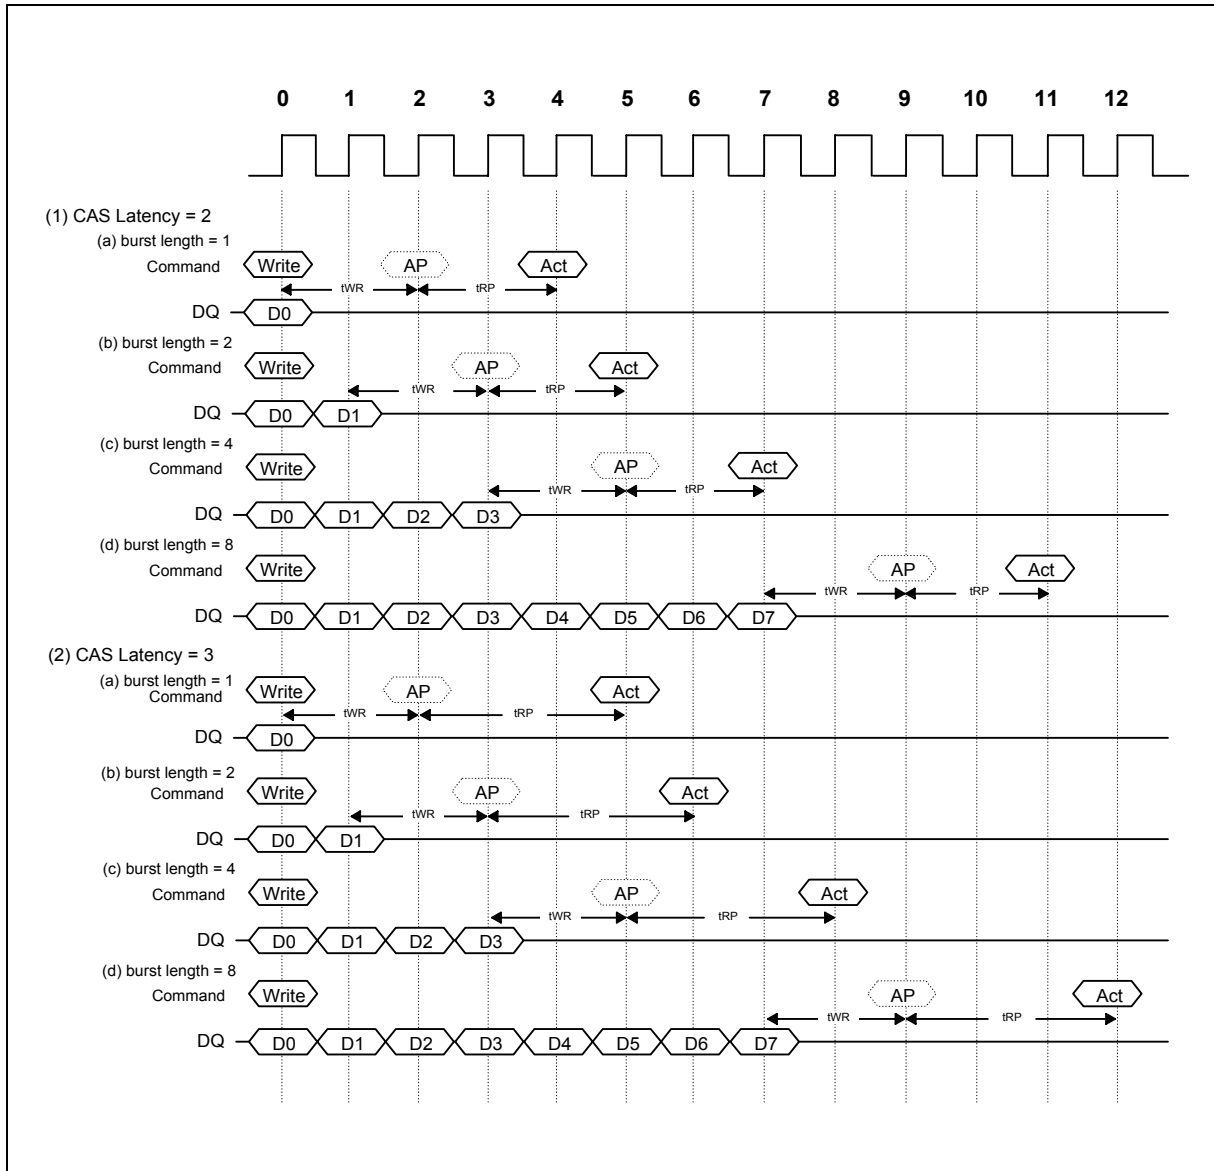 0 1 2 3 4 5 6 7 8 9 10 11 12
(1) CAS Latency = 2
(a) burst length = 1
Command Write AP Act
tWR tRP
DQ D0
(b) burst length = 2
Command Write AP Act
tWR tRP
DQ D0 D1
(c) burst length = 4
Command Write AP Act
tWR tRP
DQ D0 D1 D2 D3
(d) burst length = 8
Command Write AP Act
tWR tRP
DQ D0 D1 D2 D3 D4 D5 D6 D7
(2) CAS Latency = 3
(a) burst length = 1
Command Write AP Act
tWR tRP
DQ D0
(b) burst length = 2
Command Write AP Act
tWR tRP
DQ D0 D1
(c) burst length = 4
Command Write AP Act
tWR tRP
DQ D0 D1 D2 D3
(d) burst length = 8
Command Write AP Act
tWR tRP
DQ D0 D1 D2 D3 D4 D5 D6 D7